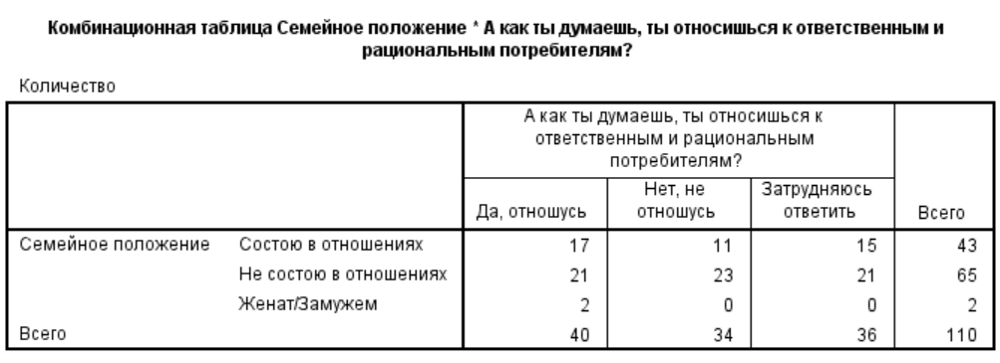 Комбинационная таблица Семейное положение * А как ты думаешь, ты относишься к ответственным и
рациональным потребителям?
Количество
А как ты думаешь, ты относишься к
ответственным и рациональным
потребителям?
Да, отношусь Нет, не отношусь Затрудняюсь ответить Всего
Семейное положение Состою в отношениях 17 11 15 43
Не состою в отношениях 21 23 21 65
Женат/Замужем 2 0 0 2
Всего 40 34 36 110